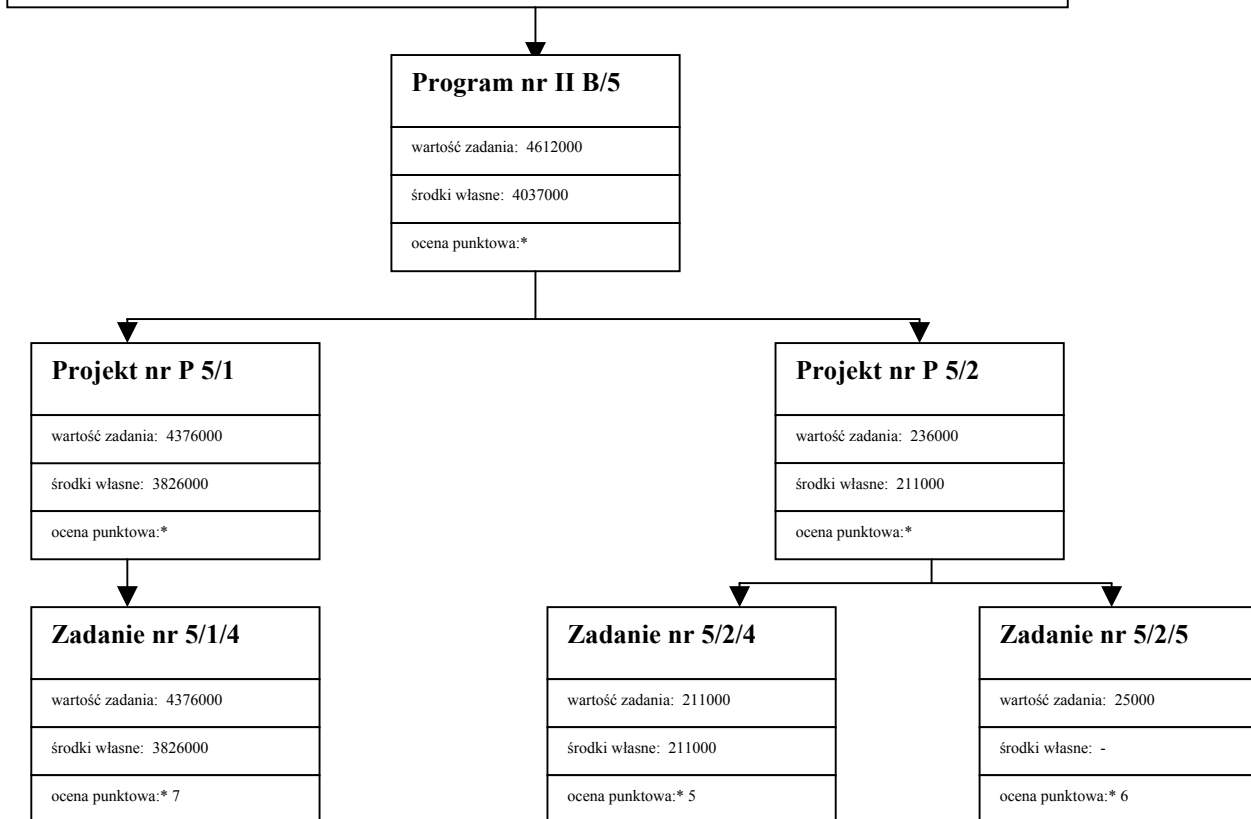 Program nr II B/5
wartość zadania: 4612000
środki własne: 4037000
ocena punktowa:*
Projekt nr P 5/1
wartość zadania: 4376000
środki własne: 3826000
ocena punktowa:*
Projekt nr P 5/2
wartość zadania: 236000
środki własne: 211000
ocena punktowa:*
Zadanie nr 5/1/4
wartość zadania: 4376000
środki własne: 3826000
ocena punktowa:* 7
Zadanie nr 5/2/4
wartość zadania: 211000
środki własne: 211000
ocena punktowa:* 5
Zadanie nr 5/2/5
wartość zadania: 25000
środki własne: -
ocena punktowa:* 6